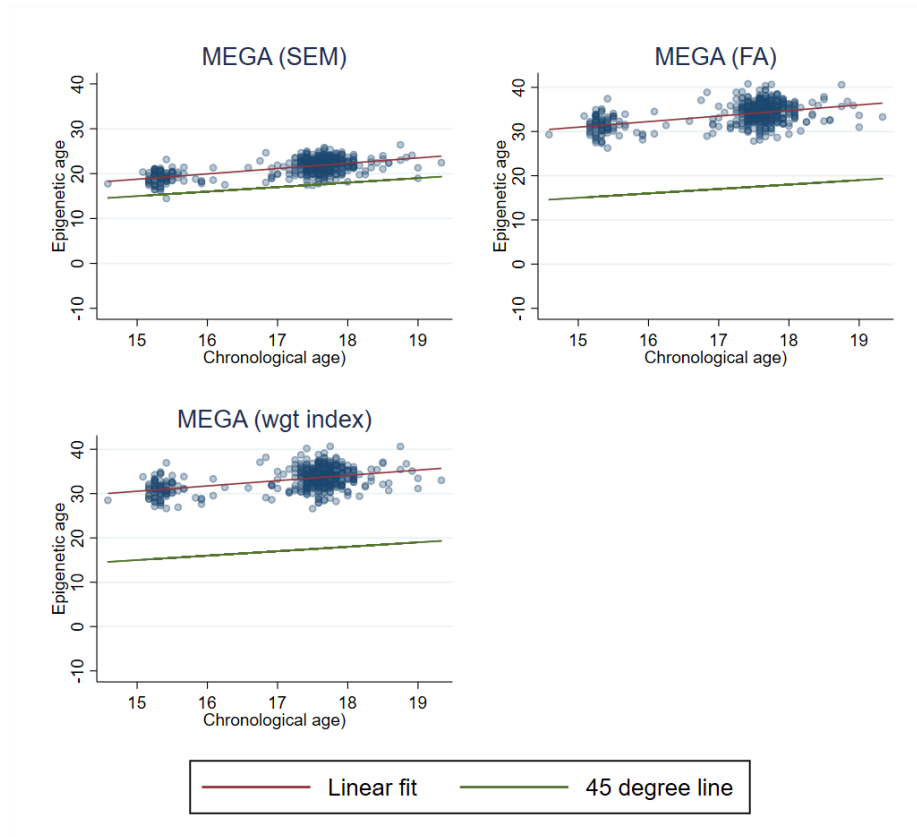 MEGA (SEM)
Epigenetic age
40
30
20
10
0
-10
15 16 17 18 19
Chronological age)
MEGA (FA)
Epigenetic age
40
30
20
10
0
-10
15 16 17 18 19
Chronological age)
MEGA (wgt index)
Epigenetic age
40
30
20
10
0
-10
15 16 17 18 19
Chronological age)
Linear fit 45 degree line